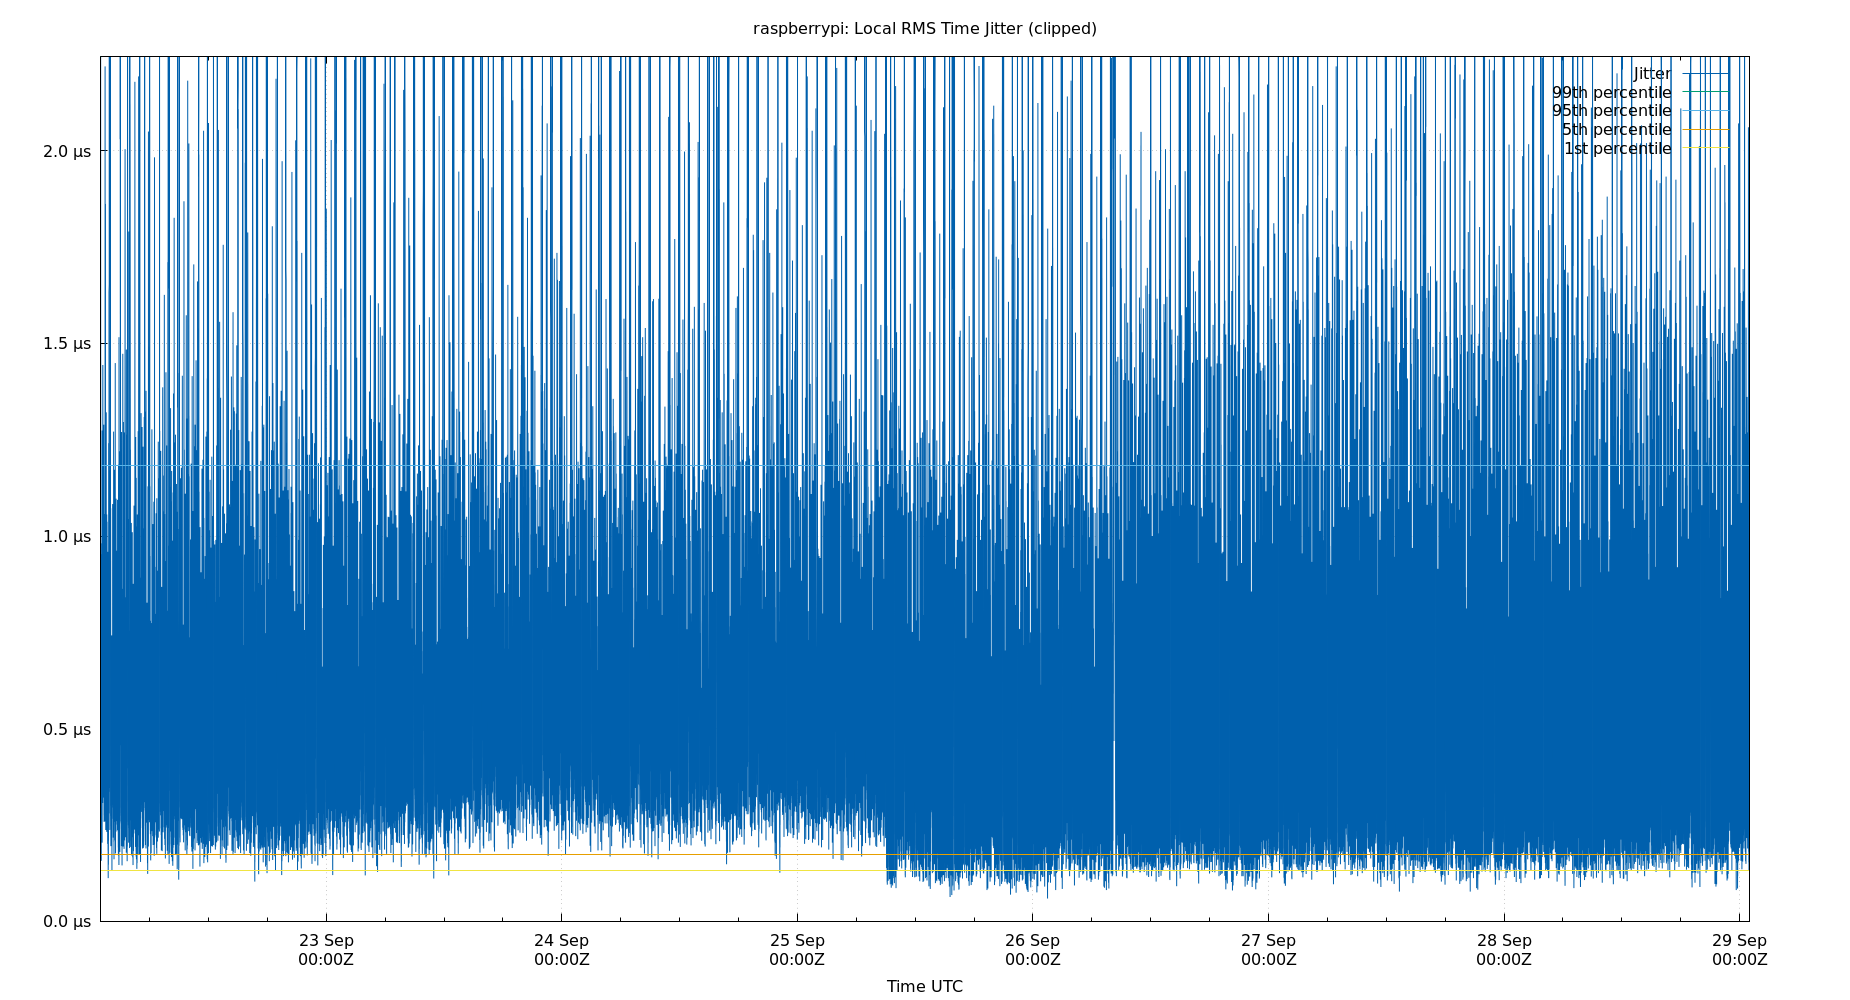 raspberrypi: Local RMS Time Jitter (clipped)
Jitter
99th percentile
95th percentile
5th percentile
1st percentile
2.0 µs
1.5 µs
1.0 µs
0.5 µs
0.0 µs
23 Sep 24 Sep 25 Sep 26 Sep 27 Sep 28 Sep 29 Sep
00:00Z 00:00Z 00:00Z 00:00Z 00:00Z 00:00Z 00:00Z
Time UTC